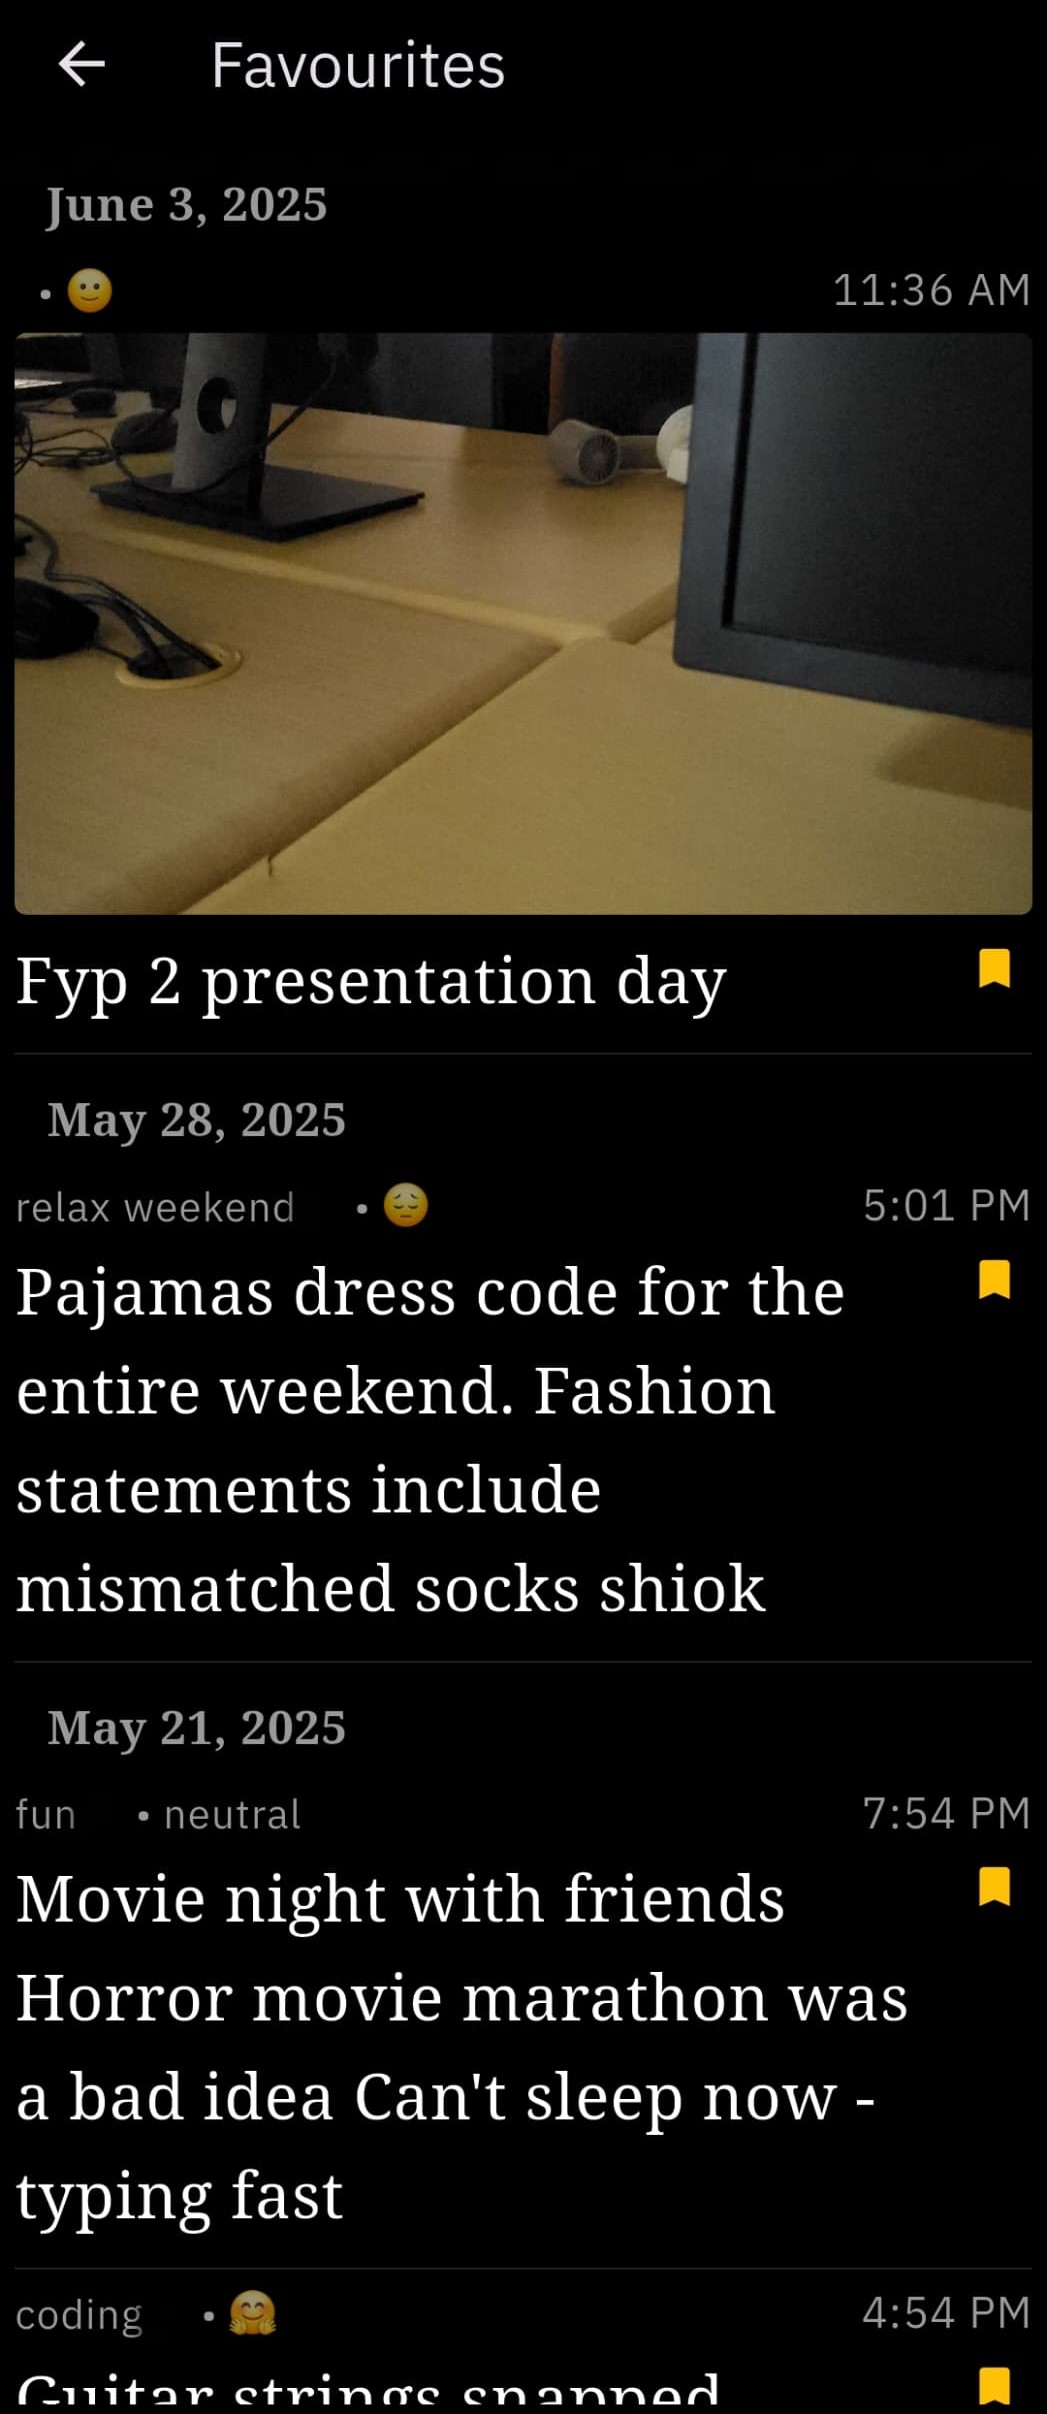 Favourites
June 3, 2025
• 🙂 11:36 AM
Fyp 2 presentation day
May 28, 2025
relax weekend • 😔 5:01 PM
Pajamas dress code for the
entire weekend. Fashion
statements include
mismatched socks shiok
May 21, 2025
fun • neutral 7:54 PM
Movie night with friends
Horror movie marathon was
a bad idea Can't sleep now -
typing fast
coding • 🤗 4:54 PM
Guitar strings snapped